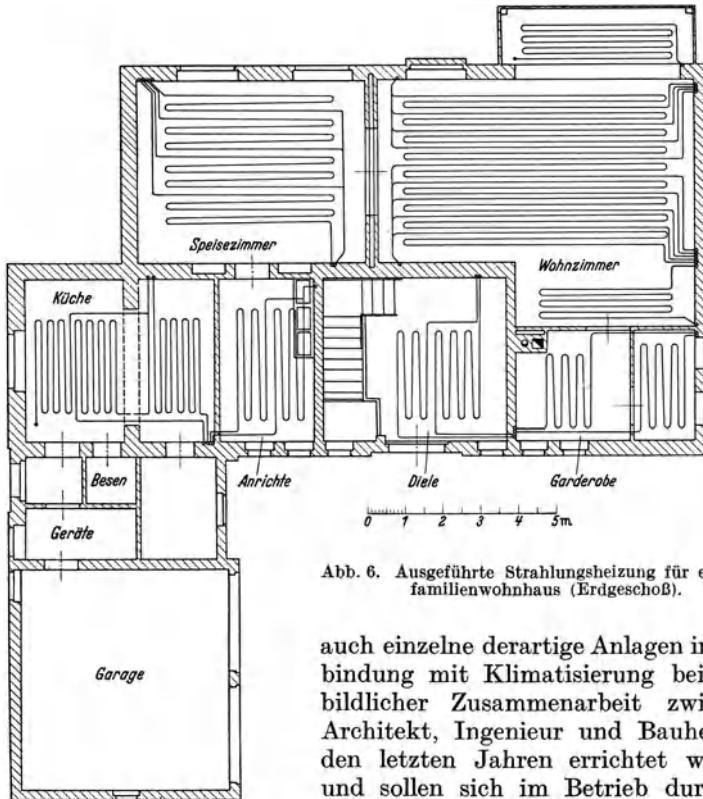 Speisezimmer
Wohnzimmer
Küche
Anrichte
Diele
Garderobe
Besen
Geräte
0 1 2 3 4 5m.
Garage
Abb. 6. Ausgeführte Strahlungsheizung für e
familienwohnhaus (Erdgeschoß).
auch einzelne derartige Anlagen in
bindung mit Klimatisierung bei
bildlicher Zusammenarbeit zwi
Architekt, Ingenieur und Bauhe
den letzten Jahren errichtet w
und sollen sich im Betrieb dur